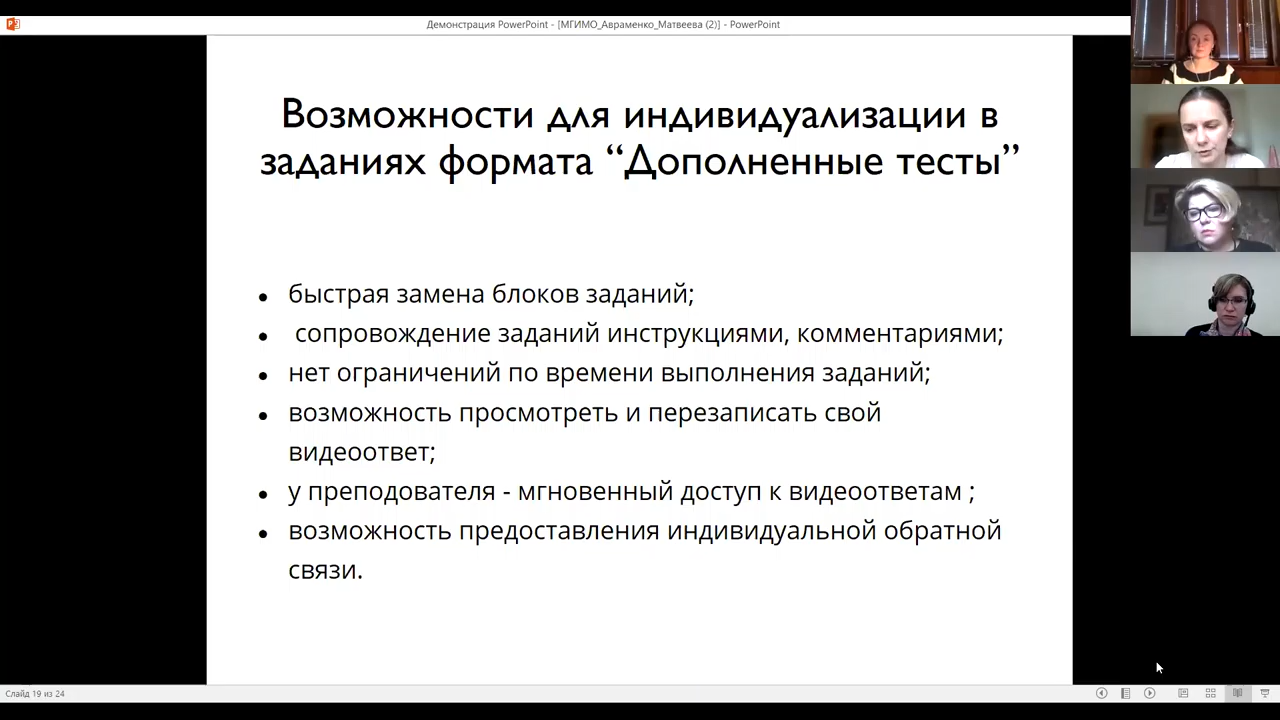 Демонстрация PowerPoint - [МГИМО_Авраменко_Матвеева (2)] - PowerPoint
Возможности для индивидуализации в
заданиях формата “Дополненные тесты”
• быстрая замена блоков заданий;
• сопровождение заданий инструкциями, комментариями;
• нет ограничений по времени выполнения заданий;
• возможность просмотреть и перезаписать свой
видеоответ;
• у преподователя - мгновенный доступ к видеоответам ;
• возможность предоставления индивидуальной обратной
связи.
Слайд 19 из 24